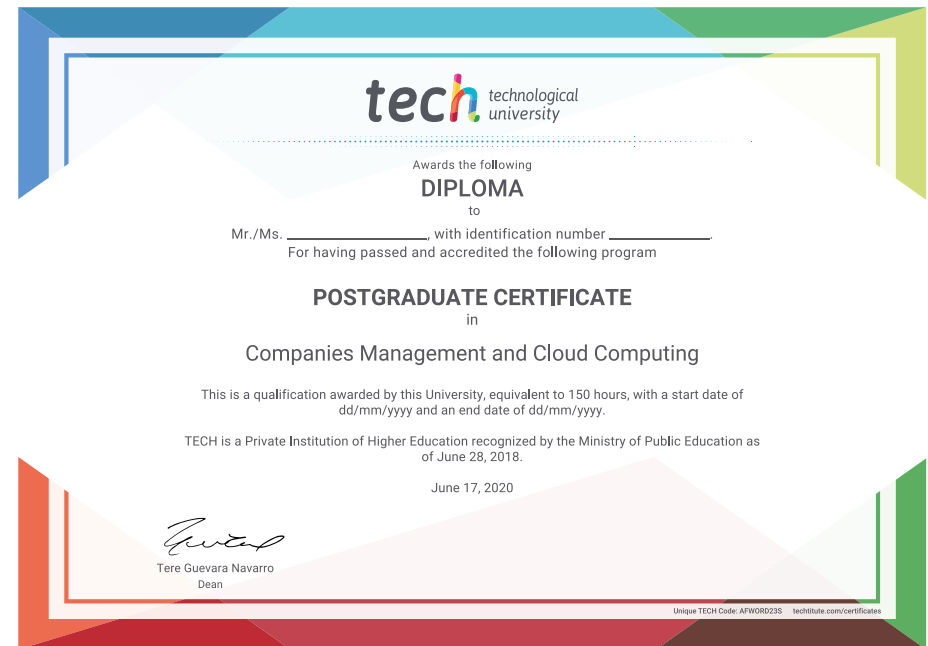 tech technological
university
Awards the following
DIPLOMA
to
Mr./Ms. ____________________, with identification number ______________.
For having passed and accredited the following program
POSTGRADUATE CERTIFICATE
in
Companies Management and Cloud Computing
This is a qualification awarded by this University, equivalent to 150 hours, with a start date of
dd/mm/yyyy and an end date of dd/mm/yyyy.
TECH is a Private Institution of Higher Education recognized by the Ministry of Public Education as
of June 28, 2018.
June 17, 2020
Tere Guevara Navarro
Dean
Unique TECH Code: AFWORD23S techtitute.com/certificates